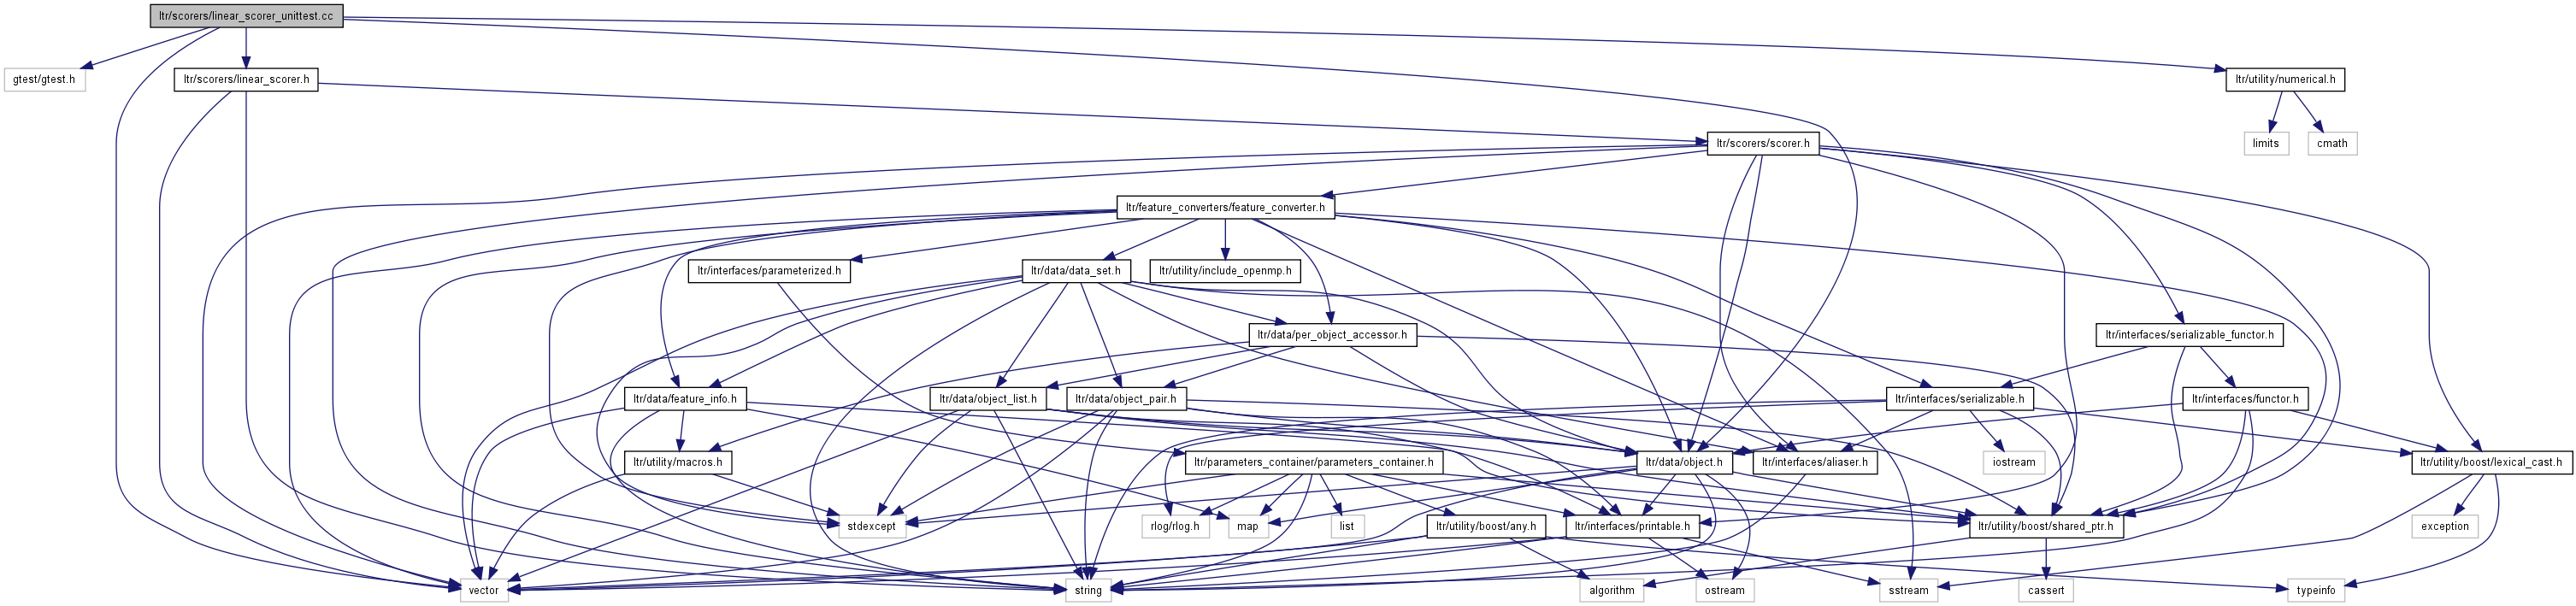 ltr/scorers/linear_scorer_unittest.cc
gtest/gtest.h
ltr/scorers/linear_scorer.h
ltr/utility/numerical.h
ltr/scorers/scorer.h
limits
cmath
ltr/feature_converters/feature_converter.h
ltr/interfaces/parameterized.h
ltr/data/data_set.h
ltr/utility/include_openmp.h
ltr/data/per_object_accessor.h
ltr/interfaces/serializable_functor.h
ltr/data/feature_info.h
ltr/data/object_list.h
ltr/data/object_pair.h
ltr/interfaces/serializable.h
ltr/interfaces/functor.h
ltr/utility/macros.h
ltr/parameters_container/parameters_container.h
ltr/data/object.h
ltr/interfaces/aliaser.h
iostream
ltr/utility/boost/lexical_cast.h
stdexcept
rlog/rlog.h
map
list
ltr/utility/boost/any.h
ltr/interfaces/printable.h
ltr/utility/boost/shared_ptr.h
exception
vector
string
algorithm
ostream
sstream
cassert
typeinfo